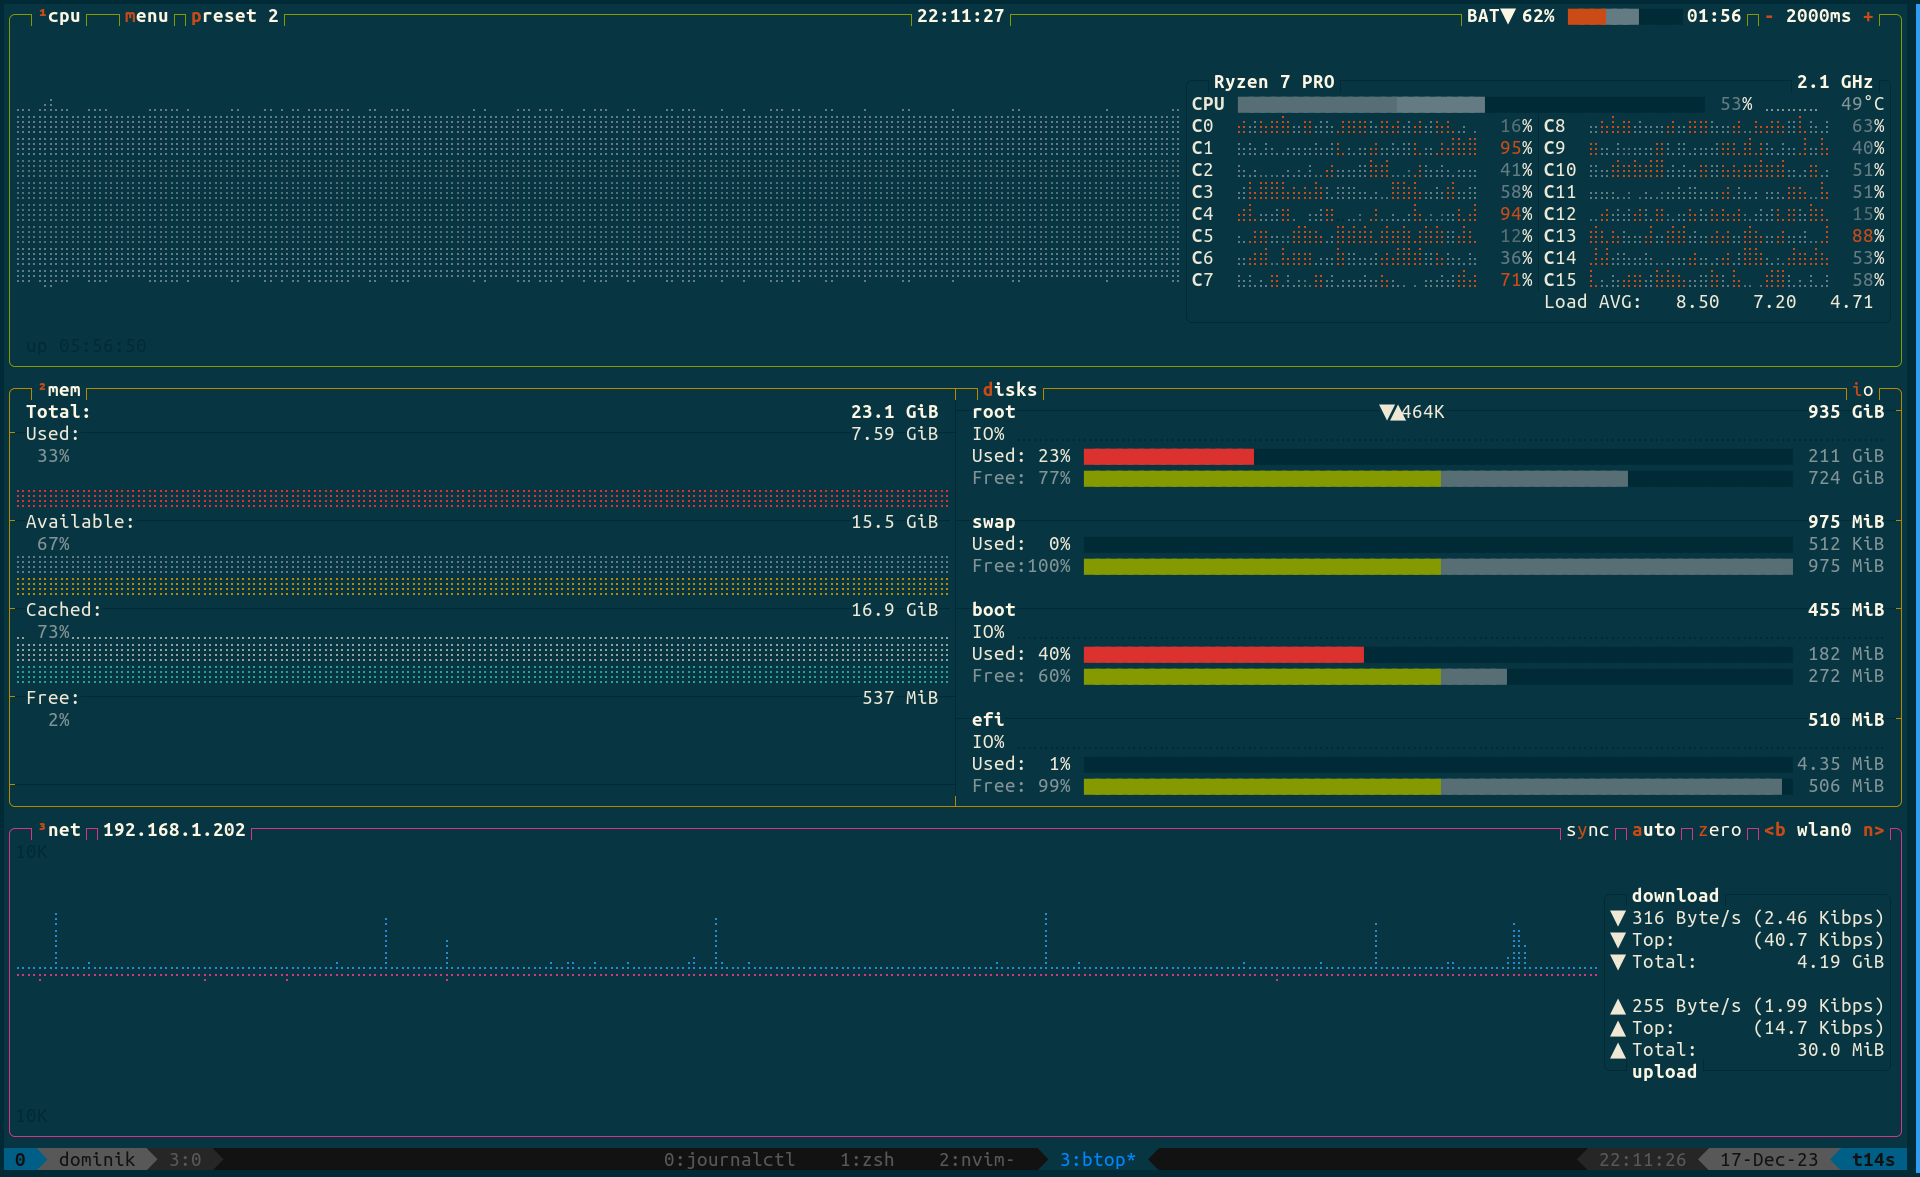 ¹cpu menu preset 2 22:11:27 BAT▼ 62% 01:56 - 2000ms +
Ryzen 7 PRO 2.1 GHz
CPU 53% 49°C
C0 16% C8 63%
C1 95% C9 40%
C2 41% C10 51%
C3 58% C11 51%
C4 94% C12 15%
C5 12% C13 88%
C6 36% C14 53%
C7 71% C15 58%
Load AVG: 8.50 7.20 4.71
up 05:56:50
²mem disks io
Total: 23.1 GiB root ▼▲464K 935 GiB
Used: 7.59 GiB IO%
33% Used: 23% 211 GiB
Free: 77% 724 GiB
Available: 15.5 GiB swap 975 MiB
67% Used: 0% 512 KiB
Free:100% 975 MiB
Cached: 16.9 GiB boot 455 MiB
73% IO%
Used: 40% 182 MiB
Free: 60% 272 MiB
Free: 537 MiB
2% efi 510 MiB
IO%
Used: 1% 4.35 MiB
Free: 99% 506 MiB
³net 192.168.1.202 sync auto zero <b wlan0 n>
10K
download
▼ 316 Byte/s (2.46 Kibps)
▼ Top: (40.7 Kibps)
▼ Total: 4.19 GiB
▲ 255 Byte/s (1.99 Kibps)
▲ Top: (14.7 Kibps)
▲ Total: 30.0 MiB
upload
10K
0 dominik 3:0 0:journalctl 1:zsh 2:nvim- 3:btop* 22:11:26 17-Dec-23 t14s